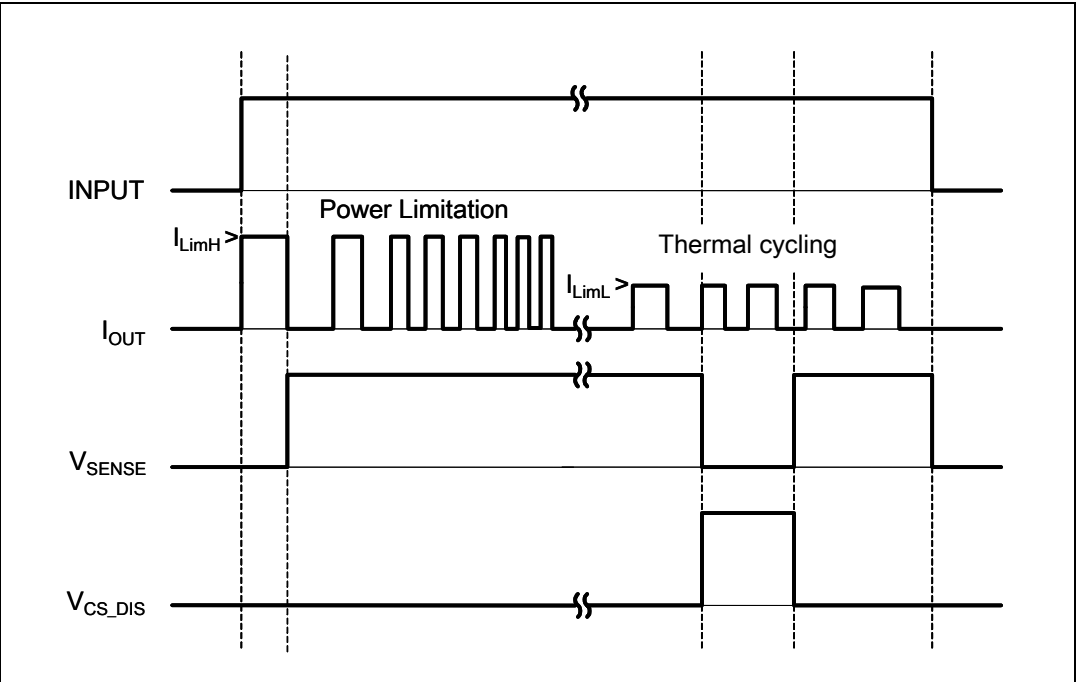 INPUT
Power Limitation
I_LimH >
Thermal cycling
I_LimL >
I_OUT
V_SENSE
V_CS_DIS